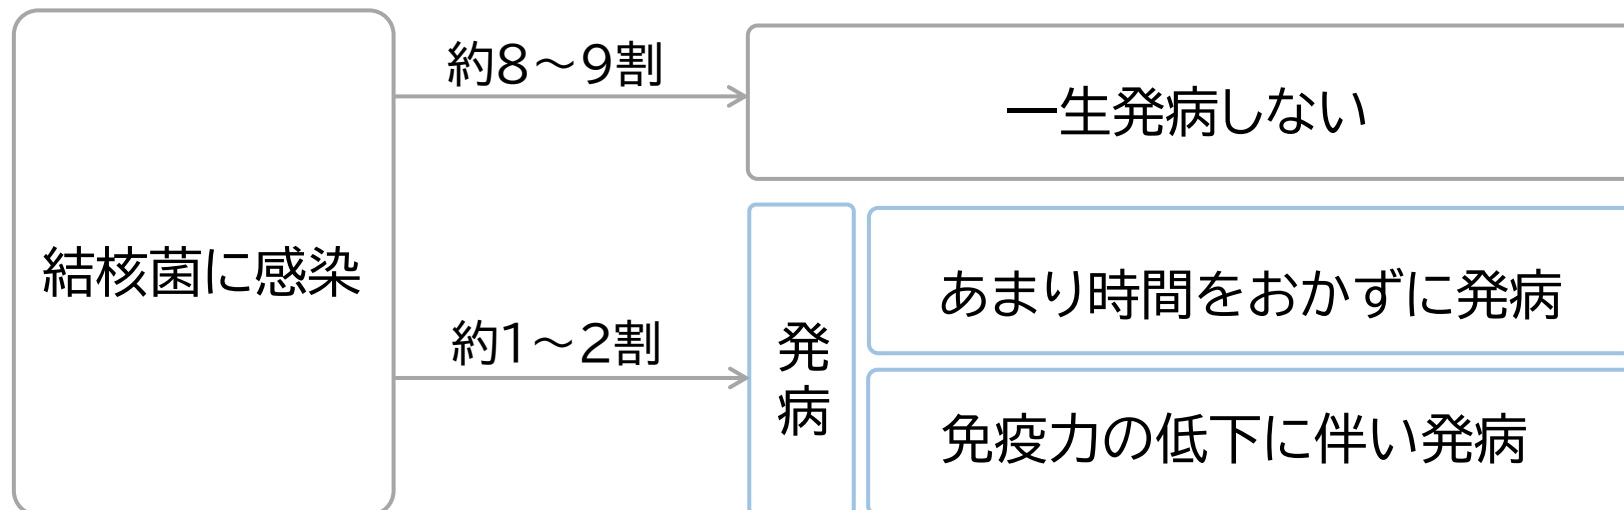 結核菌に感染
約8～9割
一生発病しない
約1～2割
発病
あまり時間をおかずに発病
免疫力の低下に伴い発病